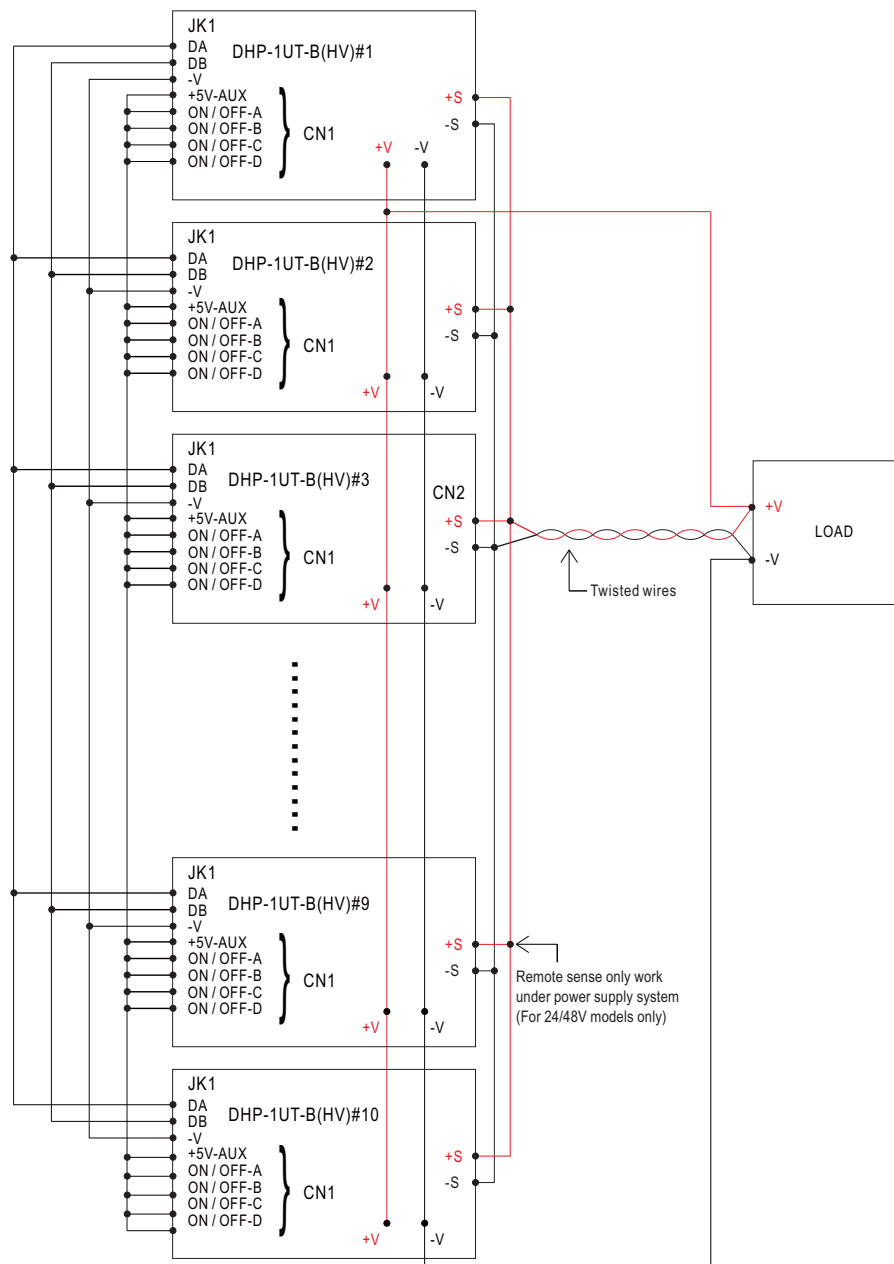 JK1
DHP-1UT-B(HV)#1
DA
DB
-V
+5V-AUX
ON / OFF-A
ON / OFF-B
ON / OFF-C
ON / OFF-D
CN1
+S
-S
+V
-V
JK1
DHP-1UT-B(HV)#2
DA
DB
-V
+5V-AUX
ON / OFF-A
ON / OFF-B
ON / OFF-C
ON / OFF-D
CN1
+S
-S
+V
-V
JK1
DHP-1UT-B(HV)#3
DA
DB
-V
+5V-AUX
ON / OFF-A
ON / OFF-B
ON / OFF-C
ON / OFF-D
CN1
CN2
+S
-S
+V
-V
Twisted wires
+V
-V
LOAD
JK1
DHP-1UT-B(HV)#9
DA
DB
-V
+5V-AUX
ON / OFF-A
ON / OFF-B
ON / OFF-C
ON / OFF-D
CN1
+S
-S
+V
-V
Remote sense only work
under power supply system
(For 24/48V models only)
JK1
DHP-1UT-B(HV)#10
DA
DB
-V
+5V-AUX
ON / OFF-A
ON / OFF-B
ON / OFF-C
ON / OFF-D
CN1
+S
-S
+V
-V